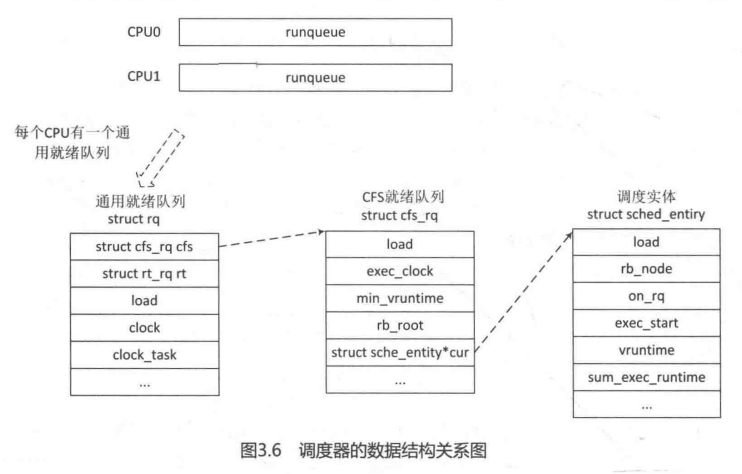 CPU0
runqueue
CPU1
runqueue
每个CPU有一个通
用就绪队列
通用就绪队列
struct rq
struct cfs_rq cfs
struct rt_rq rt
load
clock
clock_task
...
CFS就绪队列
struct cfs_rq
load
exec_clock
min_vruntime
rb_root
struct sche_entity*cur
...
调度实体
struct sched_entiry
load
rb_node
on_rq
exec_start
vruntime
sum_exec_runtime
...
图3.6 调度器的数据结构关系图